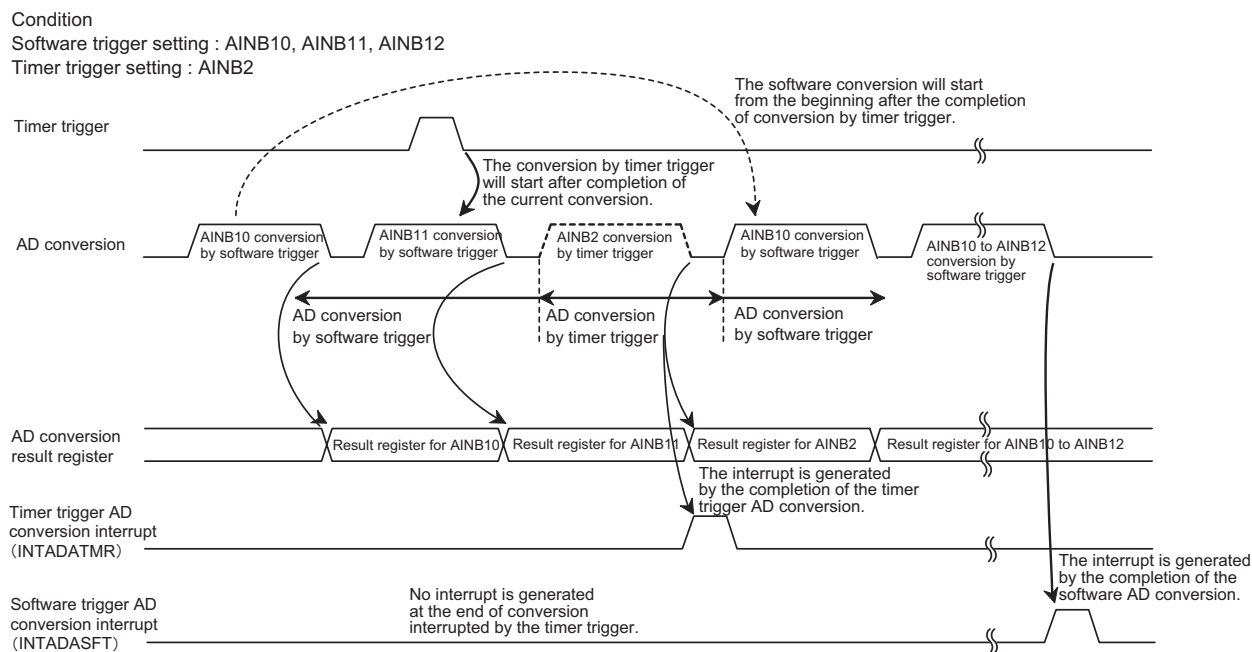 Condition
Software trigger setting : AINB10, AINB11, AINB12
Timer trigger setting : AINB2
The software conversion will start
from the beginning after the completion
of conversion by timer trigger.
Timer trigger
The conversion by timer trigger
will start after completion of
the current conversion.
AD conversion
AINB10 conversion
by software trigger
AINB11 conversion
by software trigger
AINB2 conversion
by timer trigger
AINB10 conversion
by software trigger
AINB10 to AINB12
conversion by
software trigger
AD conversion
by software trigger
AD conversion
by timer trigger
AD conversion
by software trigger
AD conversion
result register
Result register for AINB10
Result register for AINB11
Result register for AINB2
Result register for AINB10 to AINB12
The interrupt is generated
by the completion of the timer
trigger AD conversion.
Timer trigger AD
conversion interrupt
(INTADATMR)
The interrupt is generated
by the completion of the
software AD conversion.
Software trigger AD
conversion interrupt
(INTADASFT)
No interrupt is generated
at the end of conversion
interrupted by the timer trigger.